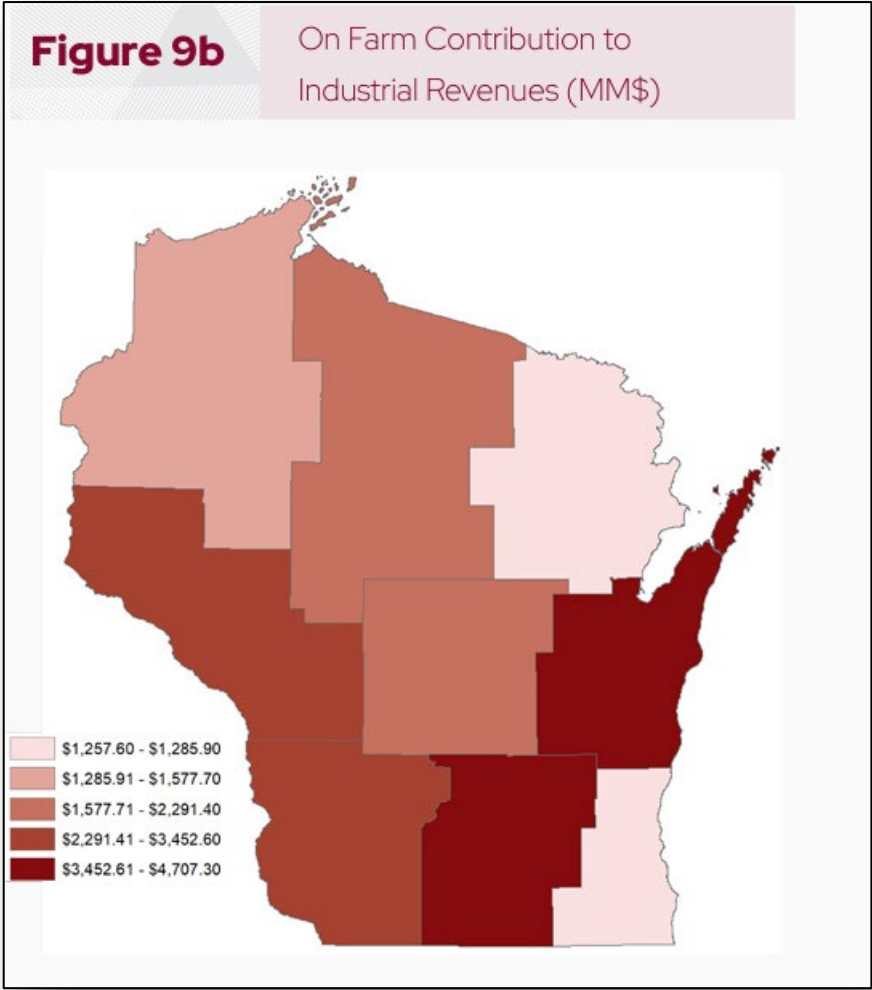 Figure 9b
On Farm Contribution to
Industrial Revenues (MM$)
$1,257.60 - $1,285.90
$1,285.91 - $1,577.70
$1,577.71 - $2,291.40
$2,291.41 - $3,452.60
$3,452.61 - $4,707.30